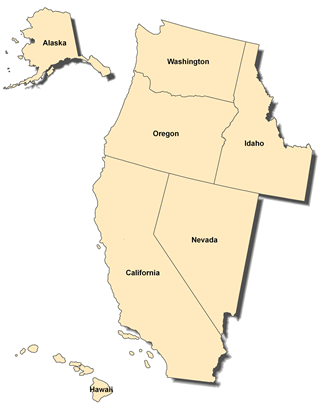 Alaska
Washington
Oregon
Idaho
Nevada
California
Hawaii